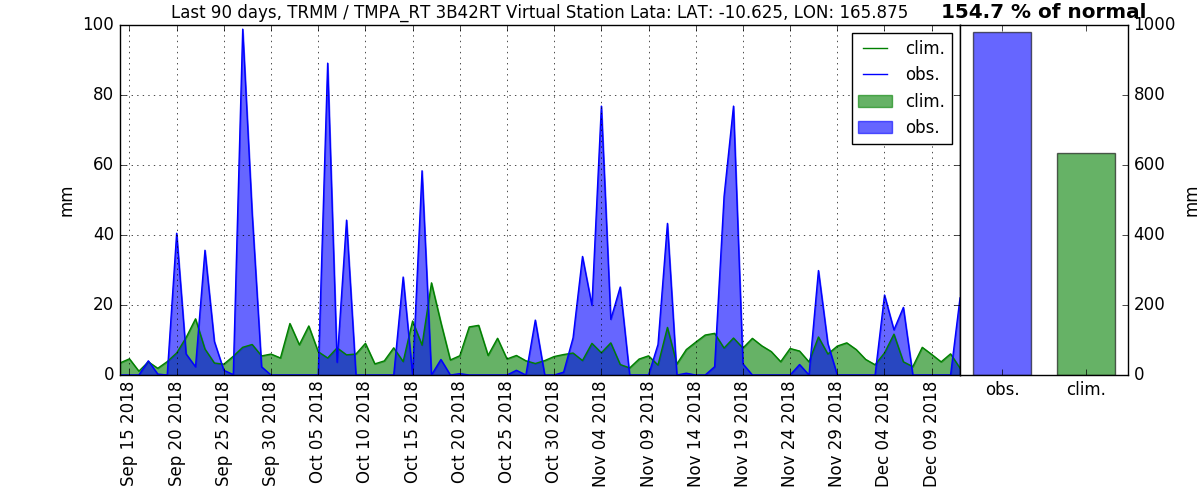 Last 90 days, TRMM / TMPA_RT 3B42RT Virtual Station Lata: LAT: -10.625, LON: 165.875
154.7 % of normal
100
80
60
40
20
0
mm
clim.
obs.
clim.
obs.
1000
800
600
400
200
0
mm
obs.
clim.
Sep 15 2018
Sep 20 2018
Sep 25 2018
Sep 30 2018
Oct 05 2018
Oct 10 2018
Oct 15 2018
Oct 20 2018
Oct 25 2018
Oct 30 2018
Nov 04 2018
Nov 09 2018
Nov 14 2018
Nov 19 2018
Nov 24 2018
Nov 29 2018
Dec 04 2018
Dec 09 2018